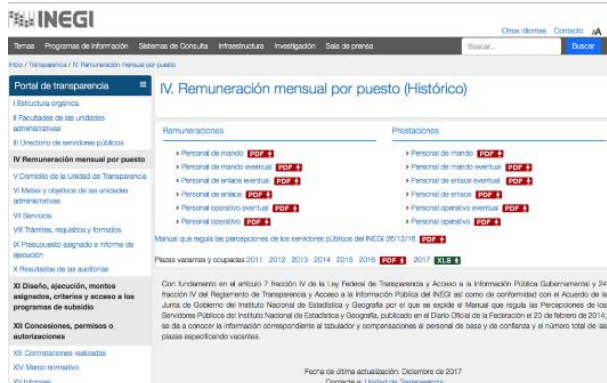 INEGI
Otros idiomas Contacto AA
Temas Programas de información Sistemas de Consulta Infraestructura Investigación Sala de prensa
Buscar... Buscar
Inicio / Transparencia / IV. Remuneración mensual por puesto
Portal de transparencia
I Estructura orgánica
II Facultades de las unidades
administrativas
III Directorio de servidores públicos
IV Remuneración mensual por puesto
V Domicilio de la Unidad de Transparencia
VI Metas y objetivos de las unidades
administrativas
VII Servicios
VIII Trámites, requisitos y formatos
IX Presupuesto asignado e informe de
ejecución
X Resultados de las auditorías
XI Diseño, ejecución, montos
asignados, criterios y acceso a los
programas de subsidio
XII Concesiones, permisos o
autorizaciones
XIII Contrataciones realizadas
XIV Marco normativo
XV Informes
IV. Remuneración mensual por puesto (Histórico)
Remuneraciones
Personal de mando PDF
Personal de mando eventual PDF
Personal de enlace eventual PDF
Personal de enlace PDF
Personal operativo eventual PDF
Personal operativo PDF
Prestaciones
Personal de mando PDF
Personal de mando eventual PDF
Personal de enlace eventual PDF
Personal de enlace PDF
Personal operativo eventual PDF
Personal operativo PDF
Manual que regula las percepciones de los servidores públicos del INEGI 26/12/16 PDF
Plazas vacantes y ocupadas 2011 2012 2013 2014 2015 2016 PDF 2017 XLS
Con fundamento en el artículo 7 fracción IV de la Ley Federal de Transparencia y Acceso a la Información Pública Gubernamental y 24
fracción IV del Reglamento de Transparencia y Acceso a la Información Pública del INEGI así como de conformidad con el Acuerdo de la
Junta de Gobierno del Instituto Nacional de Estadística y Geografía por el que se expide el Manual que regula las Percepciones de los
Servidores Públicos del Instituto Nacional de Estadística y Geografía, publicado en el Diario Oficial de la Federación el 20 de febrero de 2014;
se da a conocer la información correspondiente al tabulador y compensaciones al personal de base y de confianza y el número total de las
plazas especificando vacantes.
Fecha de última actualización: Diciembre de 2017
Contacte a: Unidad de Transparencia